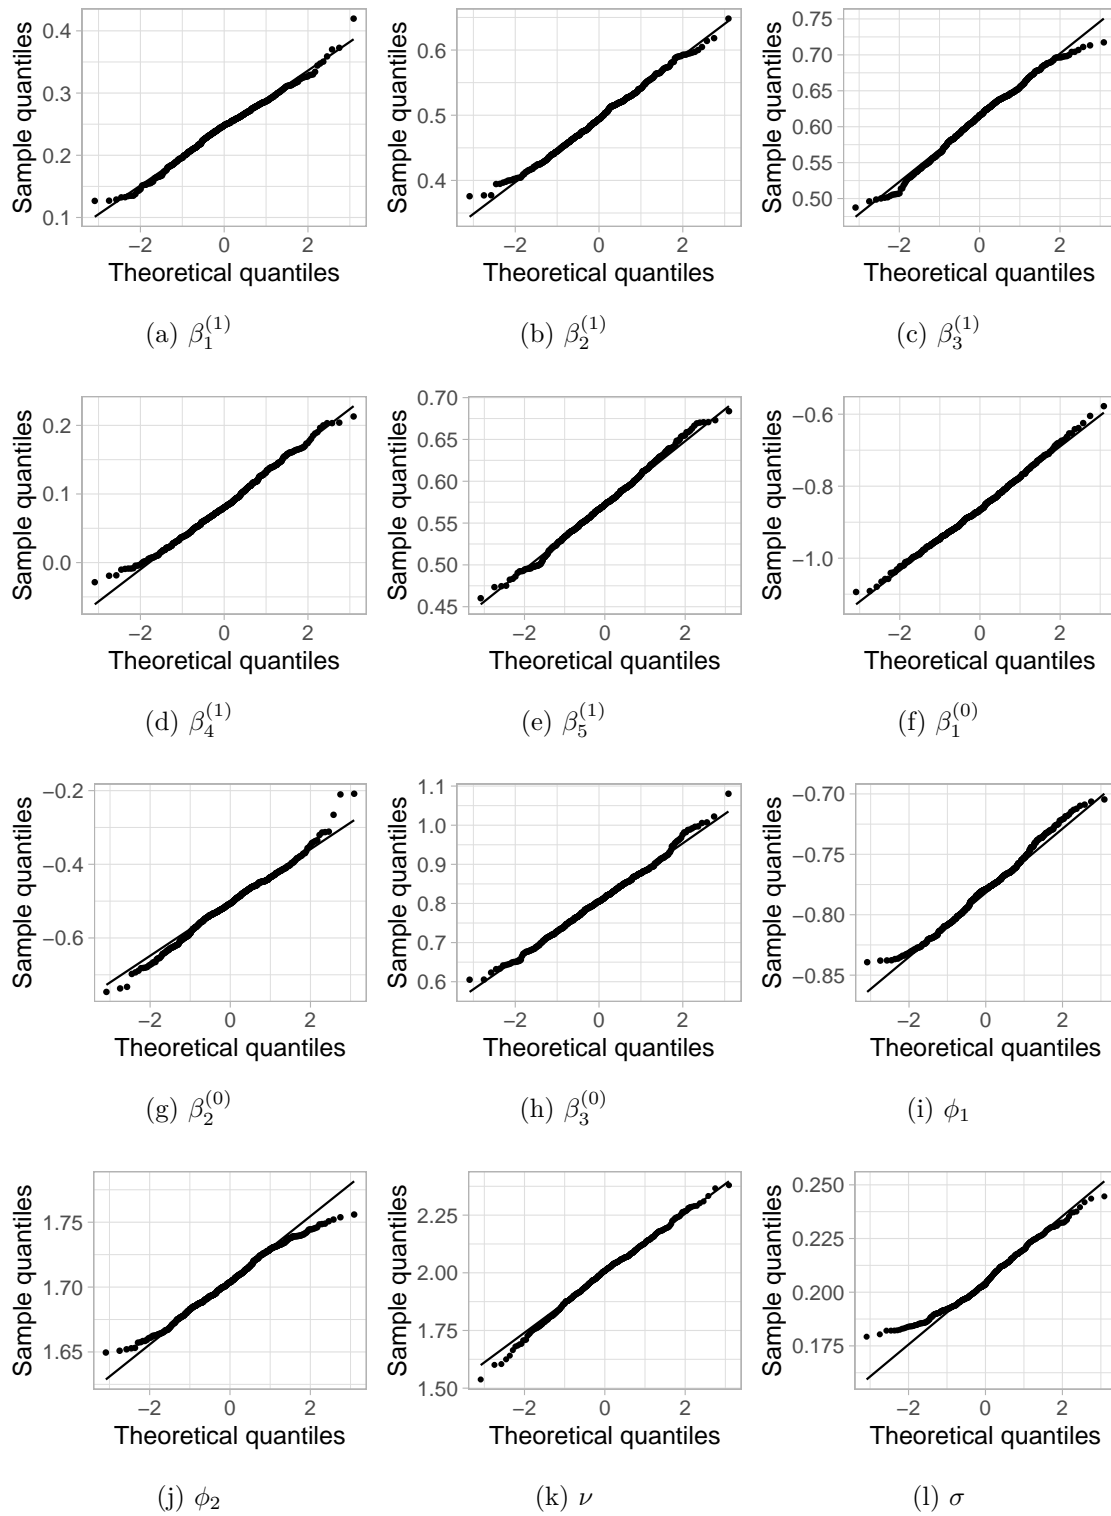 0.4
0.3
0.2
0.1
Sample quantiles
−2 0 2
Theoretical quantiles
(a) β₁⁽¹⁾
0.6
0.5
0.4
Sample quantiles
−2 0 2
Theoretical quantiles
(b) β₂⁽¹⁾
0.75
0.70
0.65
0.60
0.55
0.50
Sample quantiles
−2 0 2
Theoretical quantiles
(c) β₃⁽¹⁾
0.2
0.1
0.0
Sample quantiles
−2 0 2
Theoretical quantiles
(d) β₄⁽¹⁾
0.70
0.65
0.60
0.55
0.50
0.45
Sample quantiles
−2 0 2
Theoretical quantiles
(e) β₅⁽¹⁾
−0.6
−0.8
−1.0
Sample quantiles
−2 0 2
Theoretical quantiles
(f) β₁⁽⁰⁾
−0.2
−0.4
−0.6
Sample quantiles
−2 0 2
Theoretical quantiles
(g) β₂⁽⁰⁾
1.1
1.0
0.9
0.8
0.7
0.6
Sample quantiles
−2 0 2
Theoretical quantiles
(h) β₃⁽⁰⁾
−0.70
−0.75
−0.80
−0.85
Sample quantiles
−2 0 2
Theoretical quantiles
(i) ϕ₁
1.75
1.70
1.65
Sample quantiles
−2 0 2
Theoretical quantiles
(j) ϕ₂
2.25
2.00
1.75
1.50
Sample quantiles
−2 0 2
Theoretical quantiles
(k) ν
0.250
0.225
0.200
0.175
Sample quantiles
−2 0 2
Theoretical quantiles
(l) σ